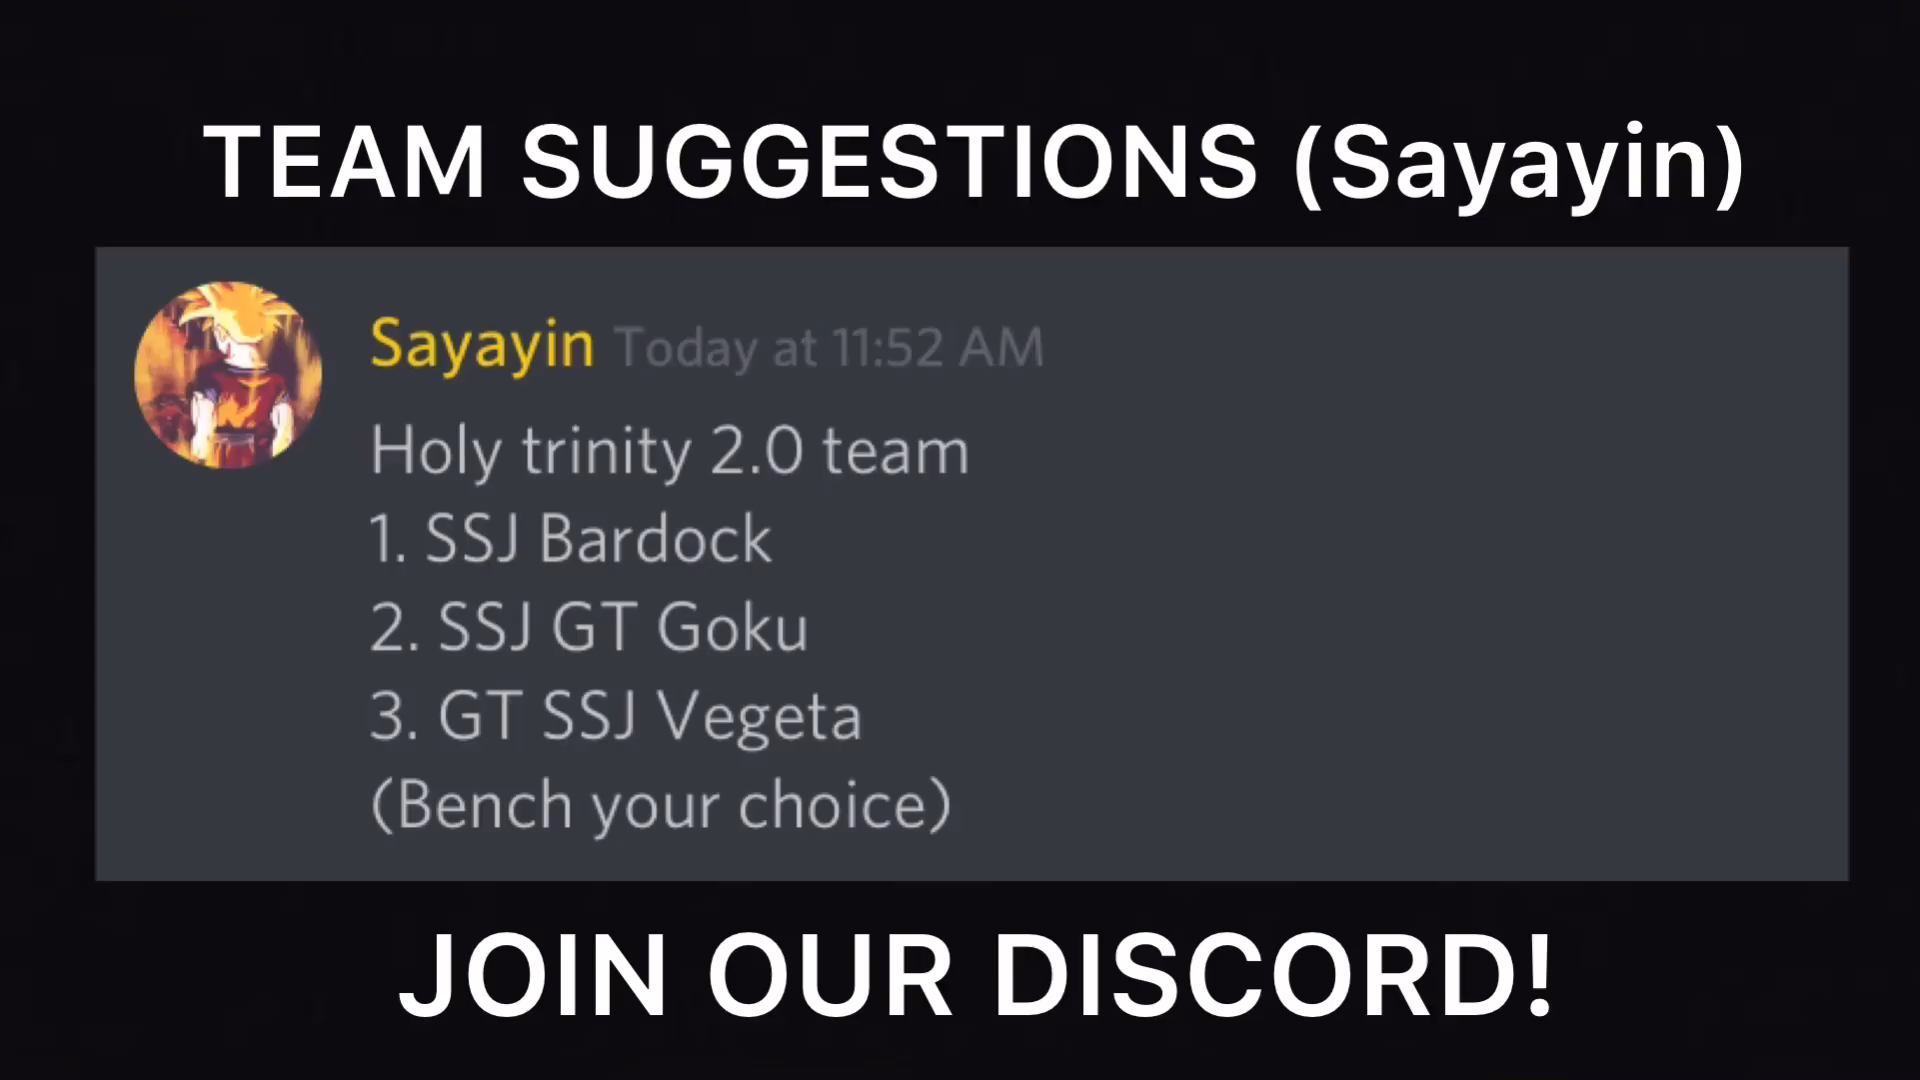 TEAM SUGGESTIONS (Sayayin)
Sayayin Today at 11:52 AM
Holy trinity 2.0 team
1. SSJ Bardock
2. SSJ GT Goku
3. GT SSJ Vegeta
(Bench your choice)
JOIN OUR DISCORD!